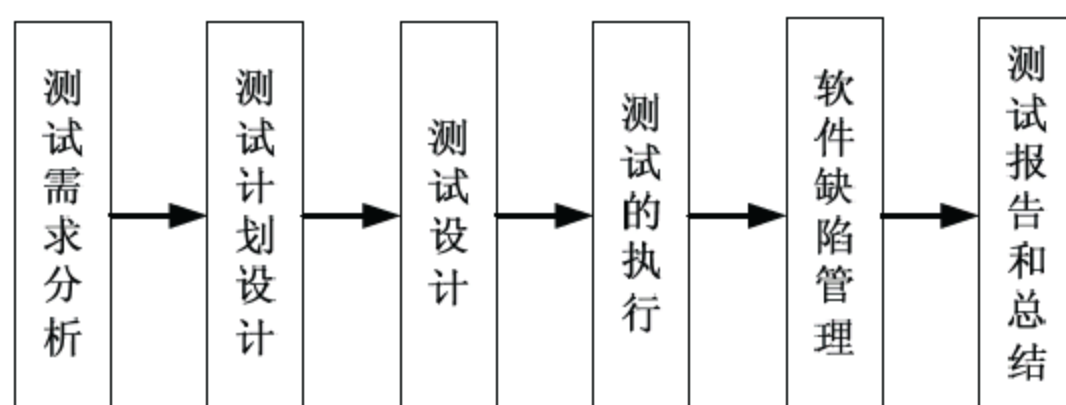 测试需求分析
测试计划设计
测试设计
测试的执行
软件缺陷管理
测试报告和总结